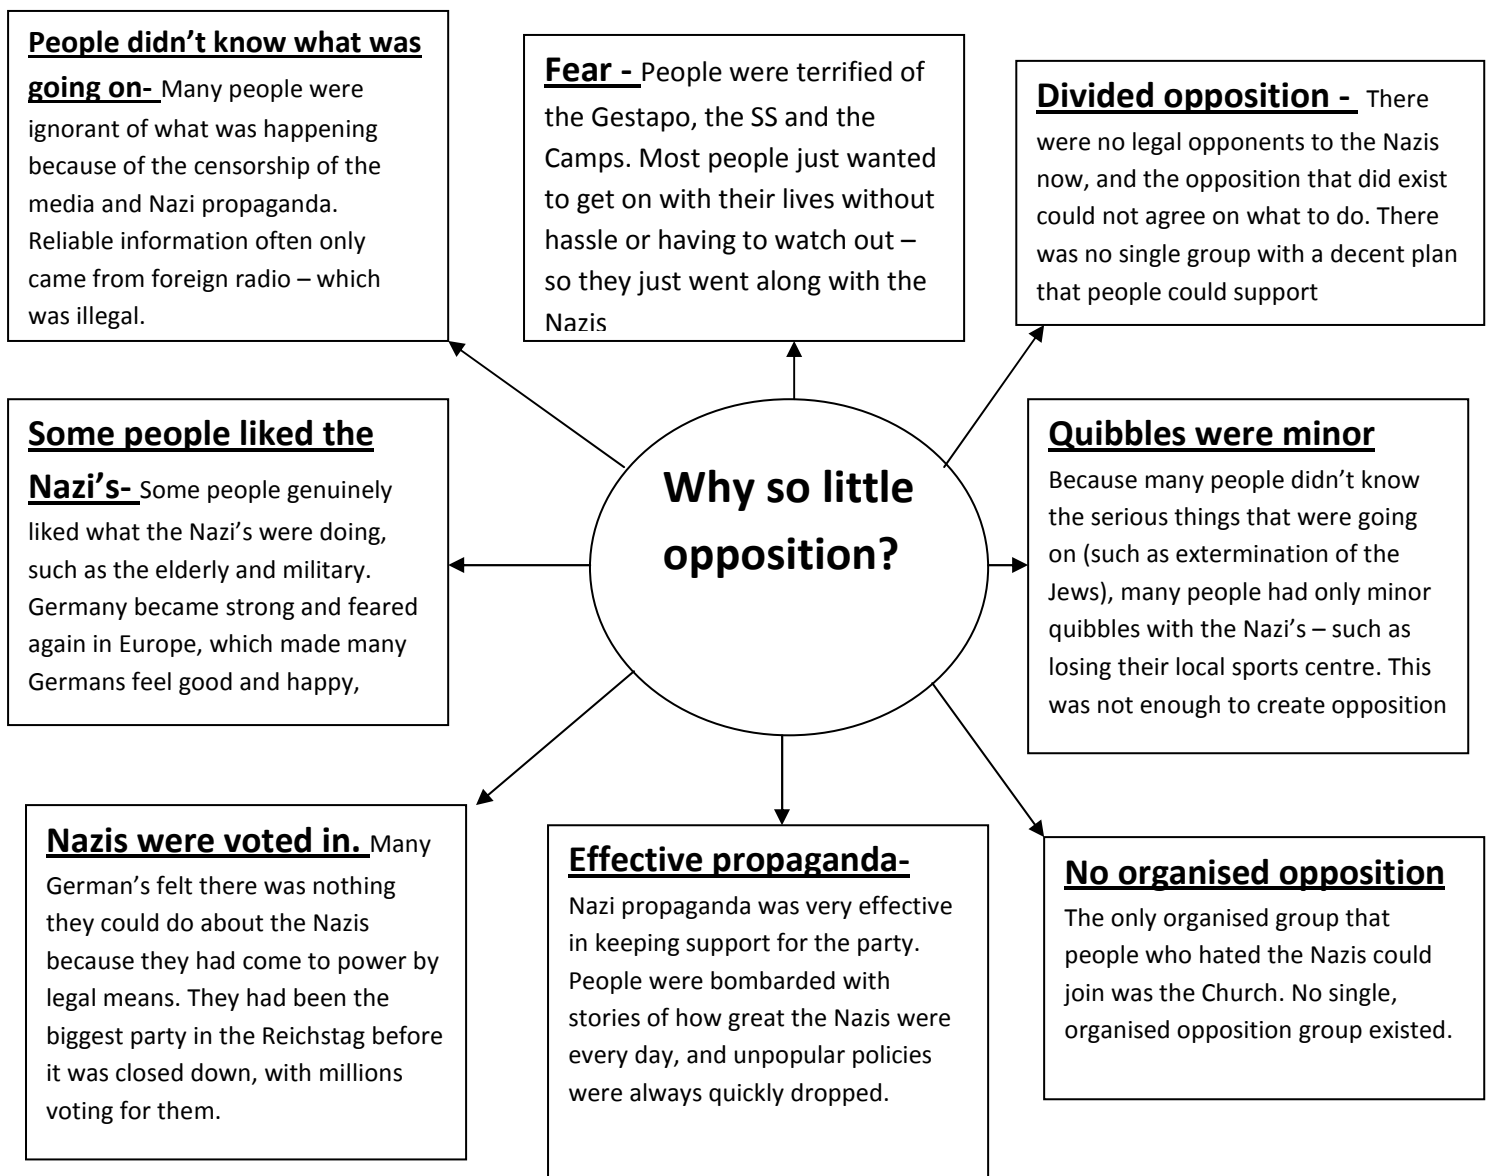 People didn't know what was
going on- Many people were
ignorant of what was happening
because of the censorship of the
media and Nazi propaganda.
Reliable information often only
came from foreign radio – which
was illegal.
Fear - People were terrified of
the Gestapo, the SS and the
Camps. Most people just wanted
to get on with their lives without
hassle or having to watch out –
so they just went along with the
Nazis
Divided opposition - There
were no legal opponents to the Nazis
now, and the opposition that did exist
could not agree on what to do. There
was no single group with a decent plan
that people could support
Some people liked the
Nazi's- Some people genuinely
liked what the Nazi's were doing,
such as the elderly and military.
Germany became strong and feared
again in Europe, which made many
Germans feel good and happy,
Why so little
opposition?
Quibbles were minor
Because many people didn't know
the serious things that were going
on (such as extermination of the
Jews), many people had only minor
quibbles with the Nazi's – such as
losing their local sports centre. This
was not enough to create opposition
Nazis were voted in. Many
German's felt there was nothing
they could do about the Nazis
because they had come to power by
legal means. They had been the
biggest party in the Reichstag before
it was closed down, with millions
voting for them.
Effective propaganda-
Nazi propaganda was very effective
in keeping support for the party.
People were bombarded with
stories of how great the Nazis were
every day, and unpopular policies
were always quickly dropped.
No organised opposition
The only organised group that
people who hated the Nazis could
join was the Church. No single,
organised opposition group existed.